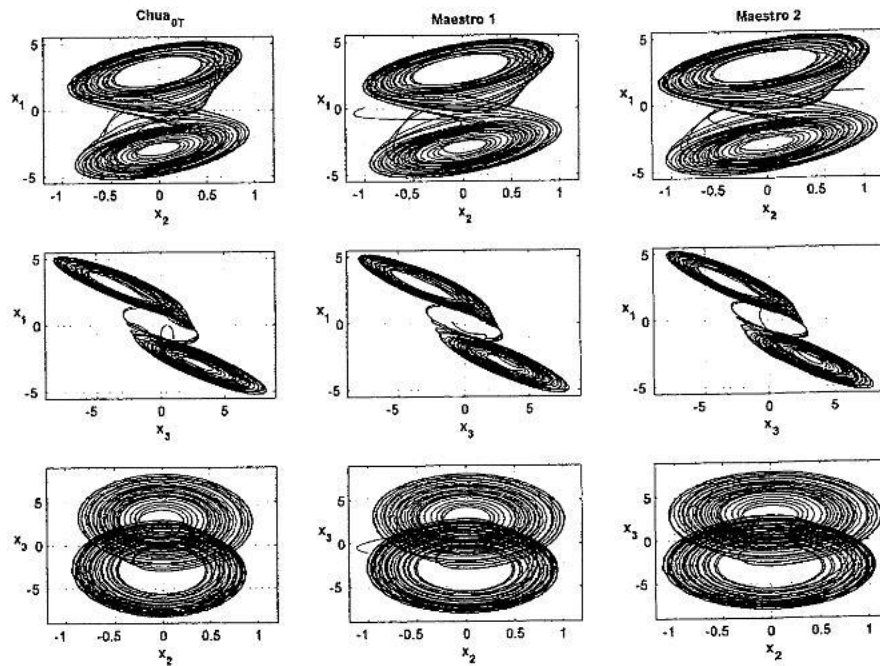 Chua0T Maestro 1 Maestro 2
5 5 5
x1 x1 x1
0 0 0
-5 -5 -5
-1 -0.5 0 0.5 1 -1 -0.5 0 0.5 1 -1 -0.5 0 0.5 1
x2 x2 x2
5 5 5
x1 x1 x1
0 0 0
-5 -5 -5
-5 0 5 -5 0 5 -5 0 5
x3 x3 x3
5 5 5
x3 x3 x3
0 0 0
-5 -5 -5
-1 -0.5 0 0.5 1 -1 -0.5 0 0.5 1 -1 -0.5 0 0.5 1
x2 x2 x2